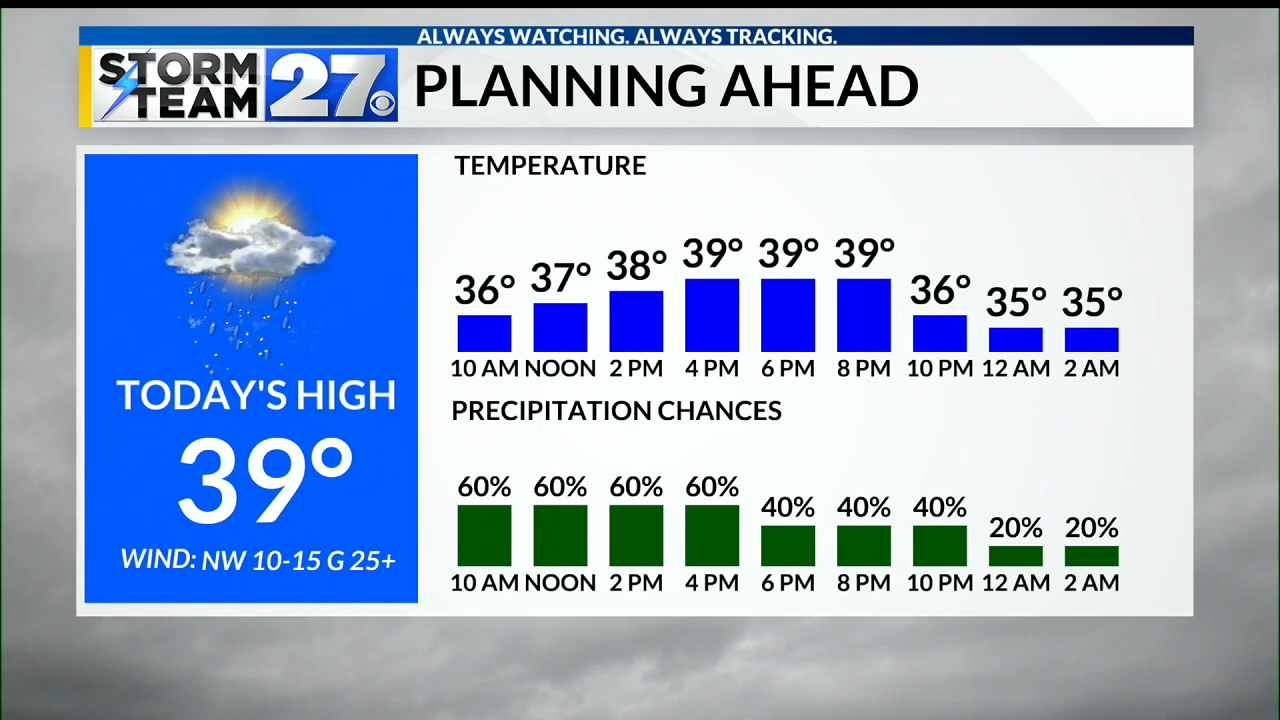 ALWAYS WATCHING. ALWAYS TRACKING.
STORM TEAM 27
PLANNING AHEAD
TODAY'S HIGH
39°
WIND: NW 10-15 G 25+
TEMPERATURE
36° 37° 38° 39° 39° 39° 36° 35° 35°
10 AM NOON 2 PM 4 PM 6 PM 8 PM 10 PM 12 AM 2 AM
PRECIPITATION CHANCES
60% 60% 60% 60% 40% 40% 40% 20% 20%
10 AM NOON 2 PM 4 PM 6 PM 8 PM 10 PM 12 AM 2 AM